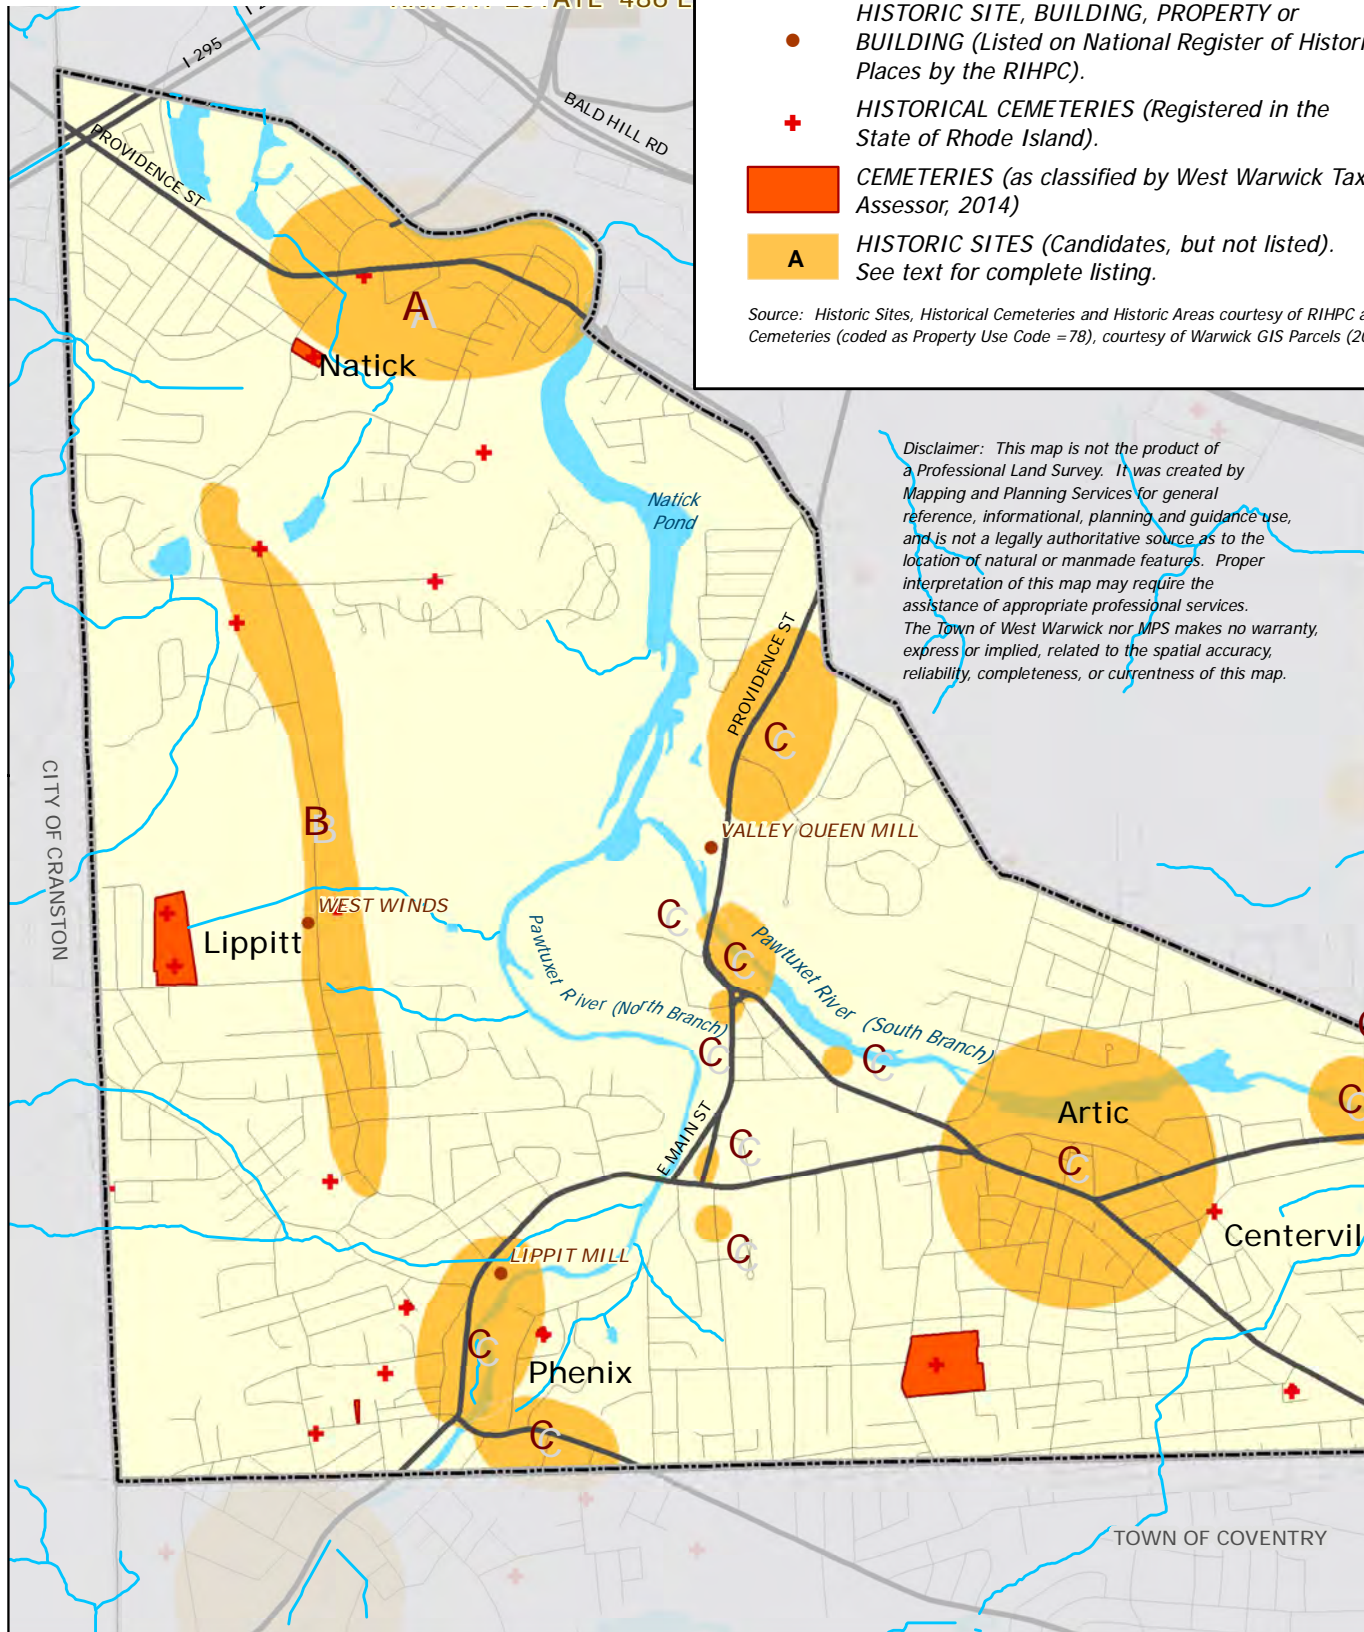 HISTORIC SITE, BUILDING, PROPERTY or
BUILDING (Listed on National Register of Histori
Places by the RIHPC).
HISTORICAL CEMETERIES (Registered in the
State of Rhode Island).
CEMETERIES (as classified by West Warwick Tax
Assessor, 2014)
A
HISTORIC SITES (Candidates, but not listed).
See text for complete listing.
Source: Historic Sites, Historical Cemeteries and Historic Areas courtesy of RIHPC a
Cemeteries (coded as Property Use Code =78), courtesy of Warwick GIS Parcels (20
I 295
BALD HILL RD
PROVIDENCE ST
A
Natick
Disclaimer: This map is not the product of
a Professional Land Survey. It was created by
Mapping and Planning Services for general
reference, informational, planning and guidance use,
and is not a legally authoritative source as to the
location of natural or manmade features. Proper
interpretation of this map may require the
assistance of appropriate professional services.
The Town of West Warwick nor MPS makes no warranty,
express or implied, related to the spatial accuracy,
reliability, completeness, or currentness of this map.
Natick
Pond
PROVIDENCE ST
C
CITY OF CRANSTON
B
VALLEY QUEEN MILL
WEST WINDS
Lippitt
C
C
Pawtuxet River (North Branch)
Pawtuxet River (South Branch)
C
C
Artic
C
C
E MAIN ST
C
C
Centervil
LIPPIT MILL
C
Phenix
C
TOWN OF COVENTRY